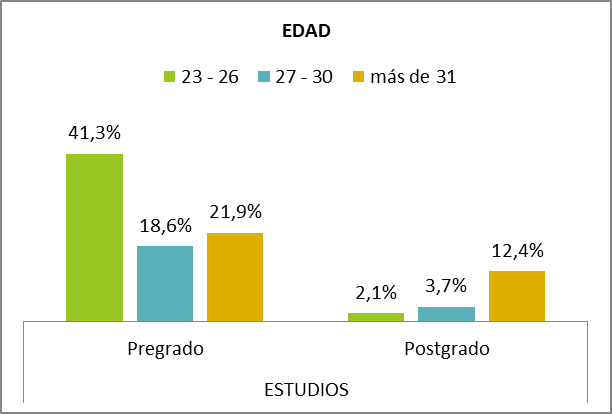 EDAD
23 - 26 27 - 30 más de 31
41,3%
18,6%
21,9%
2,1%
3,7%
12,4%
Pregrado Postgrado
ESTUDIOS